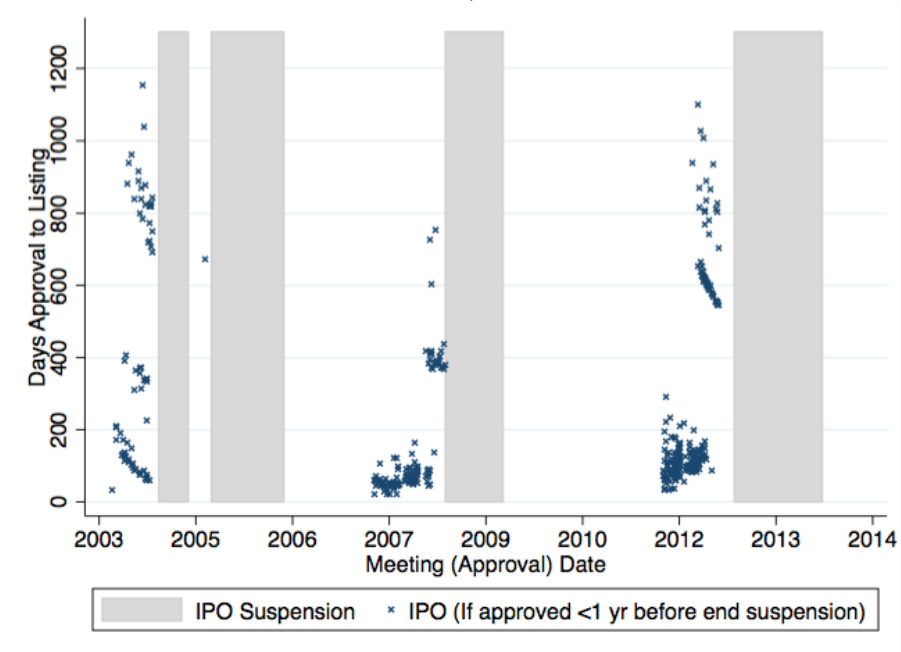 1200
1000
800
600
400
200
0
Days Approval to Listing
2003 2005 2006 2007 2009 2010 2012 2013 2014
Meeting (Approval) Date
IPO Suspension × IPO (If approved <1 yr before end suspension)